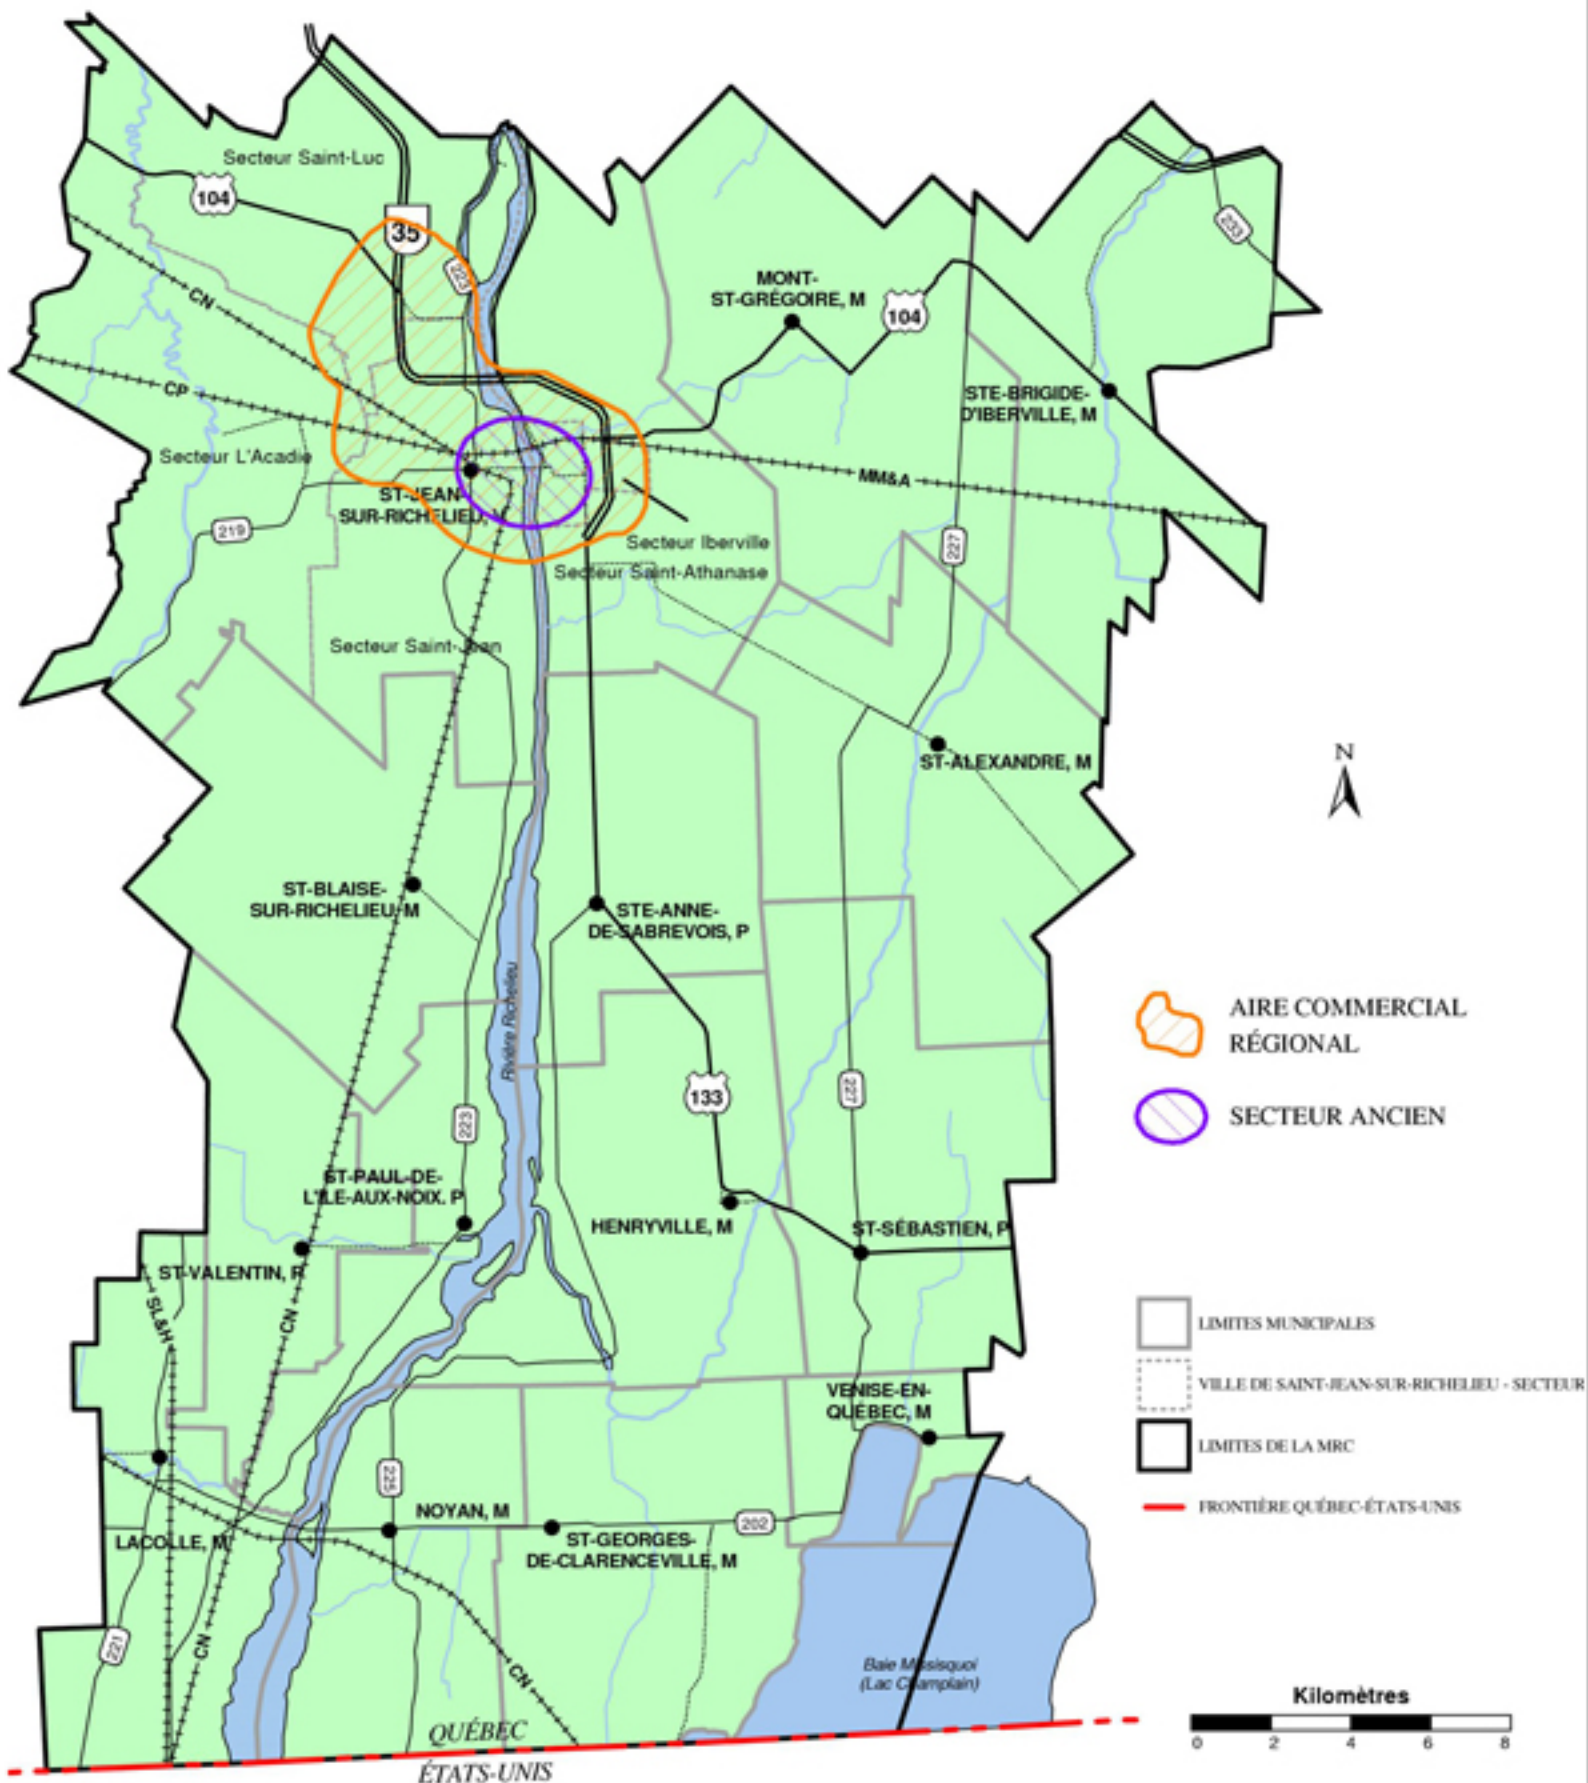 Secteur Saint-Luc
104
35
223
233
CN
MONT-
ST-GRÉGOIRE, M
104
CP
STE-BRIGIDE-
D'IBERVILLE, M
Secteur L'Acadie
MM&A
ST-JEAN-
SUR-RICHELIEU, V
219
227
Secteur Iberville
Secteur Saint-Athanase
Secteur Saint-Jean
N
ST-ALEXANDRE, M
ST-BLAISE-
SUR-RICHELIEU, M
STE-ANNE-
DE-SABREVOIS, P
Rivière Richelieu
AIRE COMMERCIAL
RÉGIONAL
133
227
223
SECTEUR ANCIEN
ST-PAUL-DE-
L'ÎLE-AUX-NOIX. P
HENRYVILLE, M
ST-SÉBASTIEN, P
ST-VALENTIN, P
SL&H
CN
LIMITES MUNICIPALES
VENISE-EN-
QUÉBEC, M
VILLE DE SAINT-JEAN-SUR-RICHELIEU - SECTEUR
LIMITES DE LA MRC
225
NOYAN, M
202
FRONTIÈRE QUÉBEC-ÉTATS-UNIS
LACOLLE, M
ST-GEORGES-
DE-CLARENCEVILLE, M
221
CN
CN
Baie Missisquoi
(Lac Champlain)
Kilomètres
0 2 4 6 8
QUÉBEC
ÉTATS-UNIS